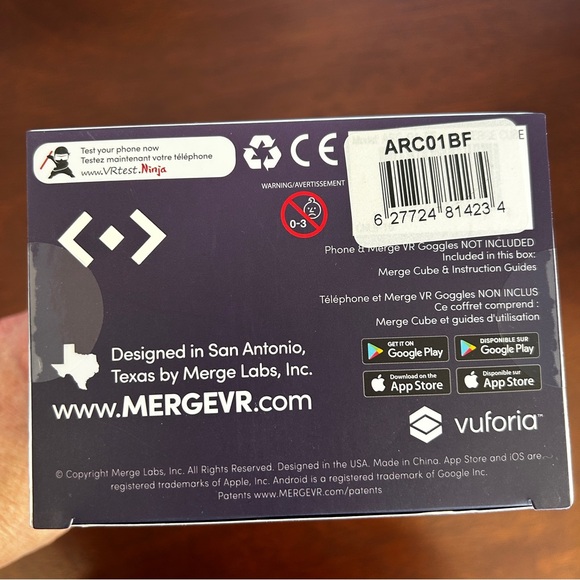 Test your phone now
Testez maintenant votre téléphone
www.VRtest.Ninja
CE
ARC01BF
6 27724 81423 4
WARNING/AVERTISSEMENT
0-3
Phone & Merge VR Goggles NOT INCLUDED
Included in this box:
Merge Cube & Instruction Guides
Téléphone et Merge VR Goggles NON INCLUS
Ce coffret comprend :
Merge Cube et guides d'utilisation
GET IT ON
Google Play
DISPONIBLE SUR
Google Play
Download on the
App Store
Disponible sur
App Store
Designed in San Antonio,
Texas by Merge Labs, Inc.
www.MERGEVR.com
vuforia™
© Copyright Merge Labs, Inc. All Rights Reserved. Designed in the USA. Made in China. App Store and iOS are
registered trademarks of Apple, Inc. Android is a registered trademark of Google Inc.
Patents www.MERGEVR.com/patents